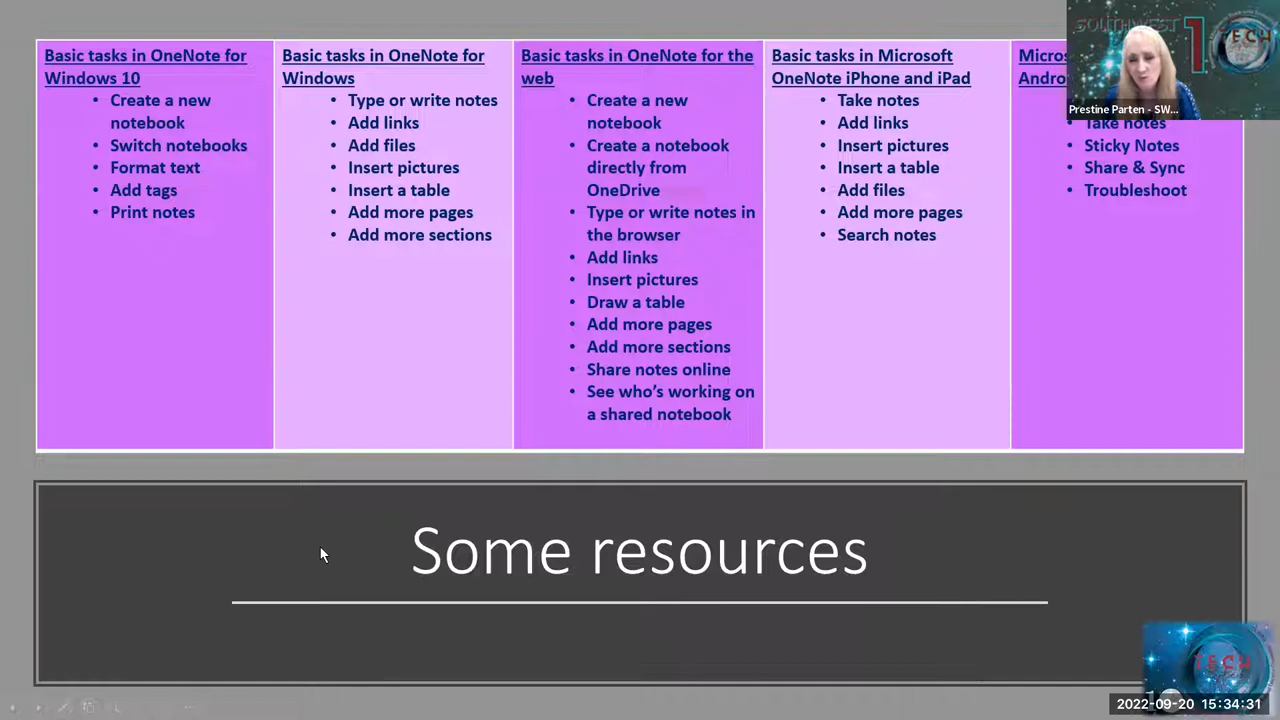 Basic tasks in OneNote for
Windows 10
Create a new
notebook
Switch notebooks
Format text
Add tags
Print notes
Basic tasks in OneNote for
Windows
Type or write notes
Add links
Add files
Insert pictures
Insert a table
Add more pages
Add more sections
Basic tasks in OneNote for the
web
Create a new
notebook
Create a notebook
directly from
OneDrive
Type or write notes in
the browser
Add links
Insert pictures
Draw a table
Add more pages
Add more sections
Share notes online
See who's working on
a shared notebook
Basic tasks in Microsoft
OneNote iPhone and iPad
Take notes
Add links
Insert pictures
Insert a table
Add files
Add more pages
Search notes
Take notes
Sticky Notes
Share & Sync
Troubleshoot
SOUTHWEST
TECH
Prestine Parten - SW...
Some resources
TECH
2022-09-20 15:34:31